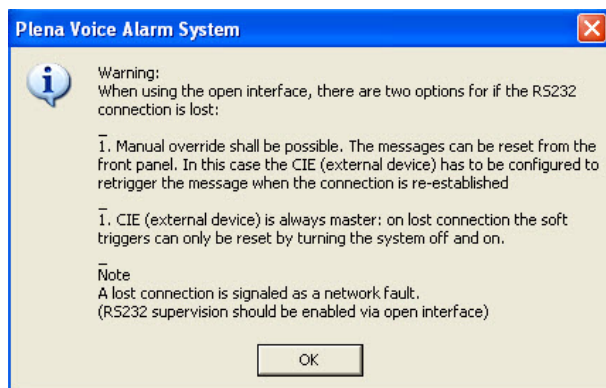 Plena Voice Alarm System
Warning:
When using the open interface, there are two options for if the RS232
connection is lost:
_
1. Manual override shall be possible. The messages can be reset from the
front panel. In this case the CIE (external device) has to be configured to
retrigger the message when the connection is re-established
_
1. CIE (external device) is always master: on lost connection the soft
triggers can only be reset by turning the system off and on.
_
Note
A lost connection is signaled as a network fault.
(RS232 supervision should be enabled via open interface)
OK